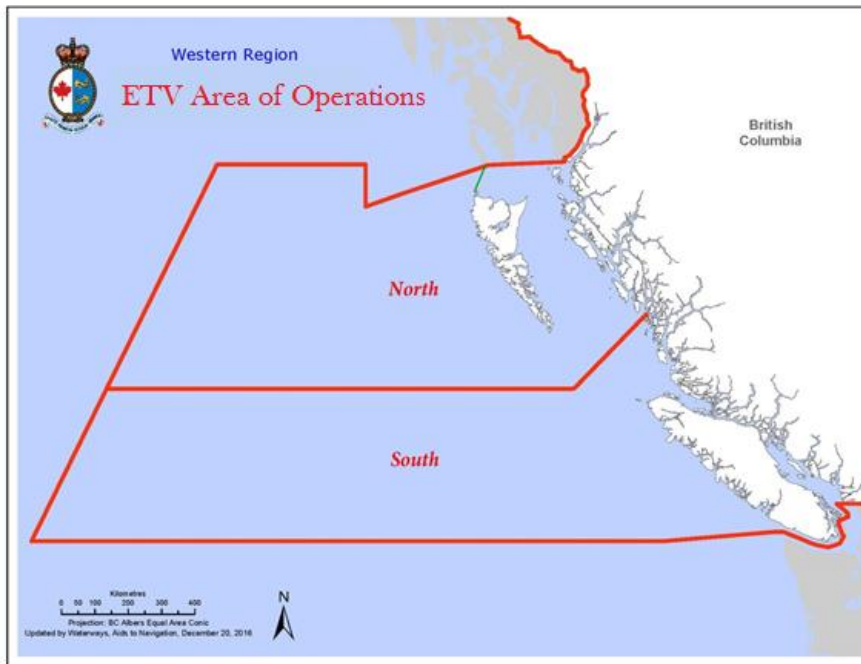 Western Region
ETV Area of Operations
British
Columbia
North
South
Kilometres
0 50 100 200 300 400
N
Projection: BC Albers Equal Area Conic
Updated by Waterways, Aids to Navigation, December 20, 2016